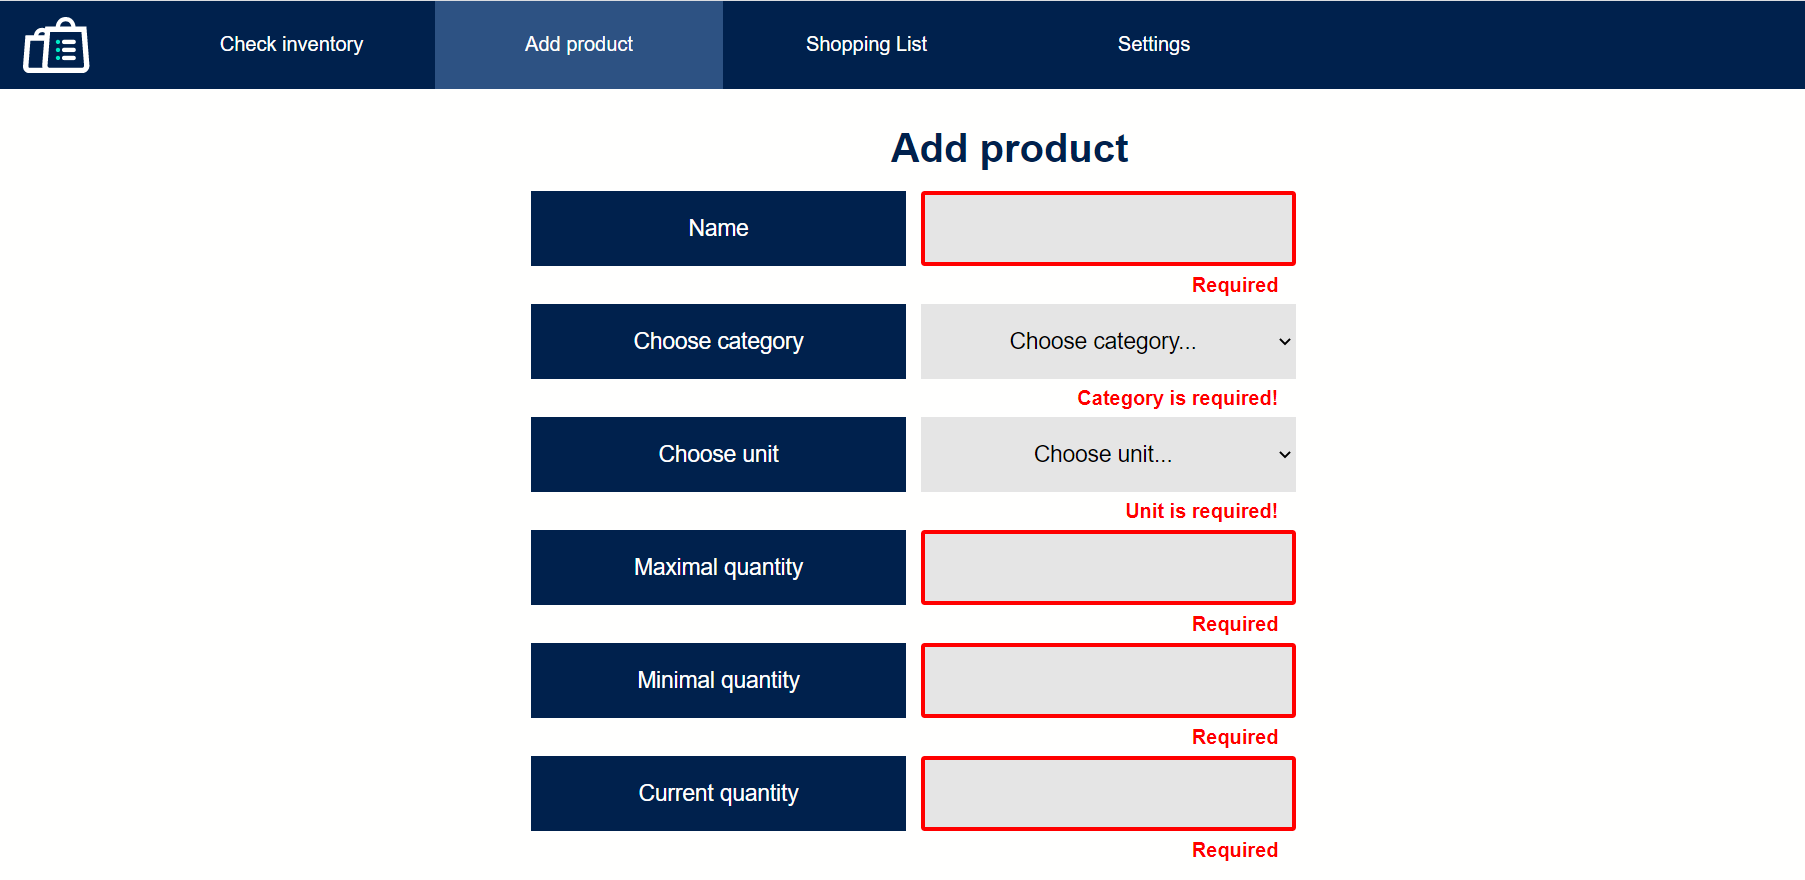 Check inventory
Add product
Shopping List
Settings
Add product
Name
Required
Choose category
Choose category...
Category is required!
Choose unit
Choose unit...
Unit is required!
Maximal quantity
Required
Minimal quantity
Required
Current quantity
Required